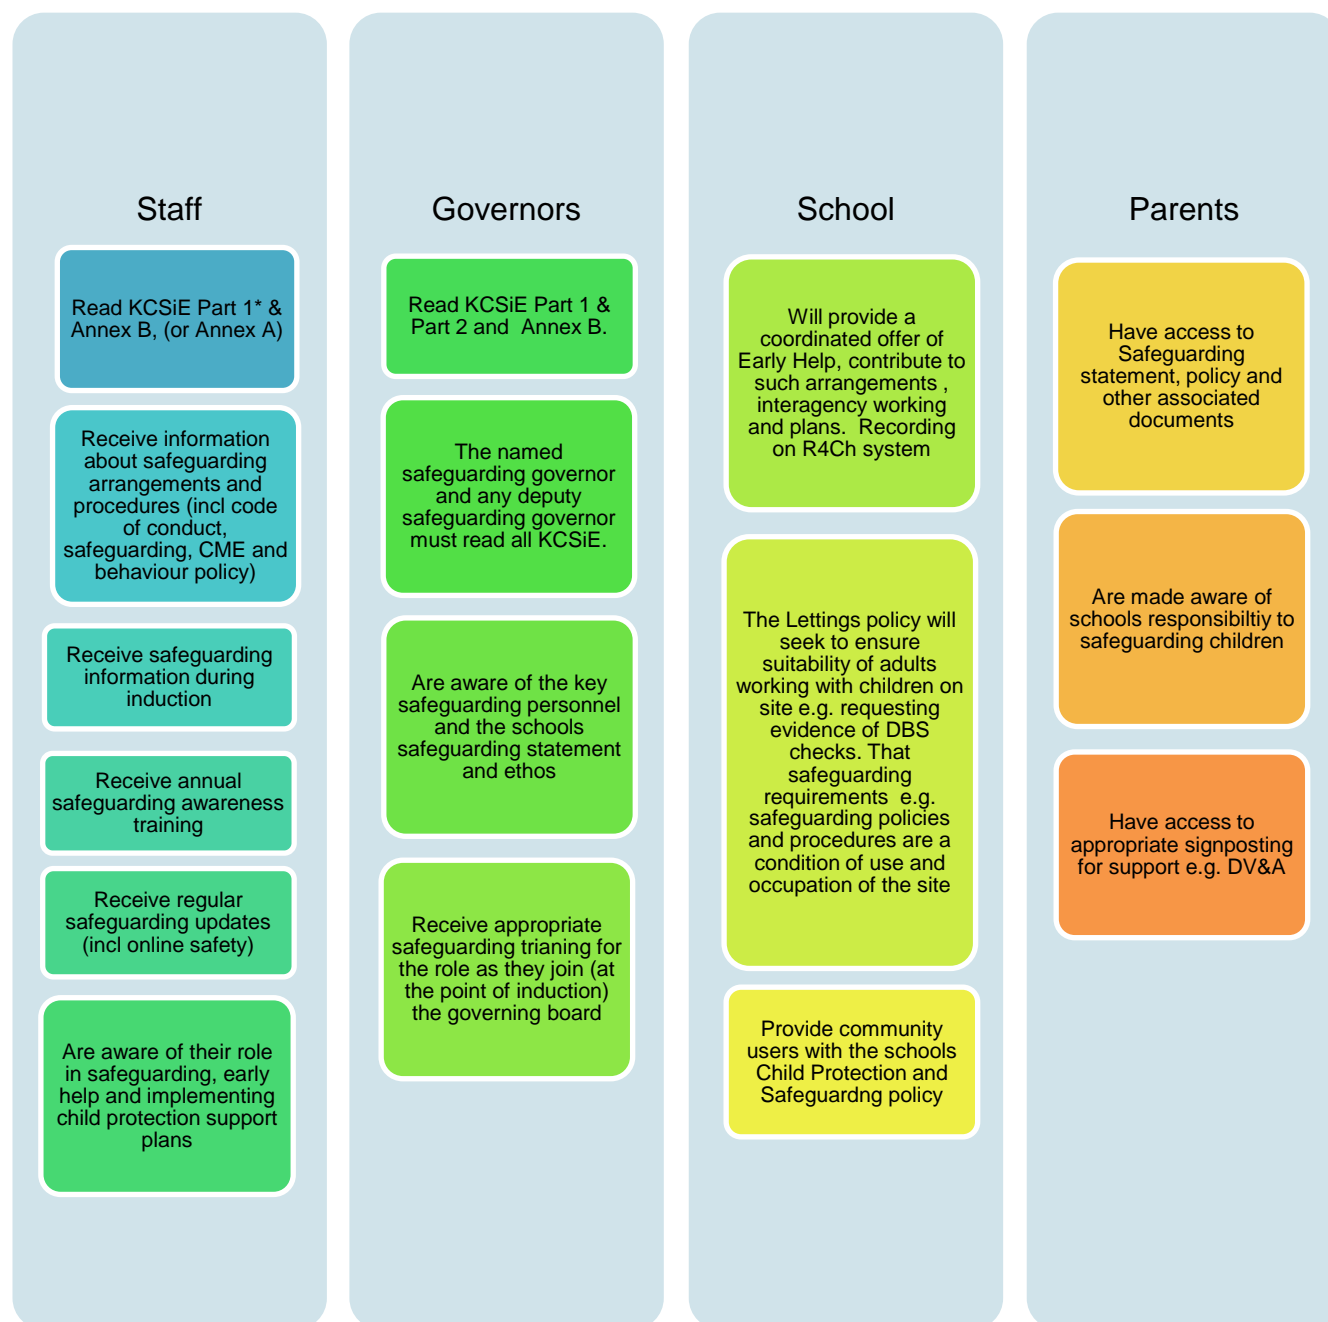 Staff
Read KCSiE Part 1* &
Annex B, (or Annex A)
Receive information
about safeguarding
arrangements and
procedures (incl code
of conduct,
safeguarding, CME and
behaviour policy)
Receive safeguarding
information during
induction
Receive annual
safeguarding awareness
training
Receive regular
safeguarding updates
(incl online safety)
Are aware of their role
in safeguarding, early
help and implementing
child protection support
plans
Governors
Read KCSiE Part 1 &
Part 2 and  Annex B.
The named
safeguarding governor
and any deputy
safeguarding governor
must read all KCSiE.
Are aware of the key
safeguarding personnel
and the schools
safeguarding statement
and ethos
Receive appropriate
safeguarding trianing for
the role as they join (at
the point of induction)
the governing board
School
Will provide a
coordinated offer of
Early Help, contribute to
such arrangements ,
interagency working
and plans.  Recording
on R4Ch system
The Lettings policy will
seek to ensure
suitability of adults
working with children on
site e.g. requesting
evidence of DBS
checks. That
safeguarding
requirements  e.g.
safeguarding policies
and procedures are a
condition of use and
occupation of the site
Provide community
users with the schools
Child Protection and
Safeguardng policy
Parents
Have access to
Safeguarding
statement, policy and
other associated
documents
Are made aware of
schools responsibiltiy to
safeguarding children
Have access to
appropriate signposting
for support e.g. DV&A